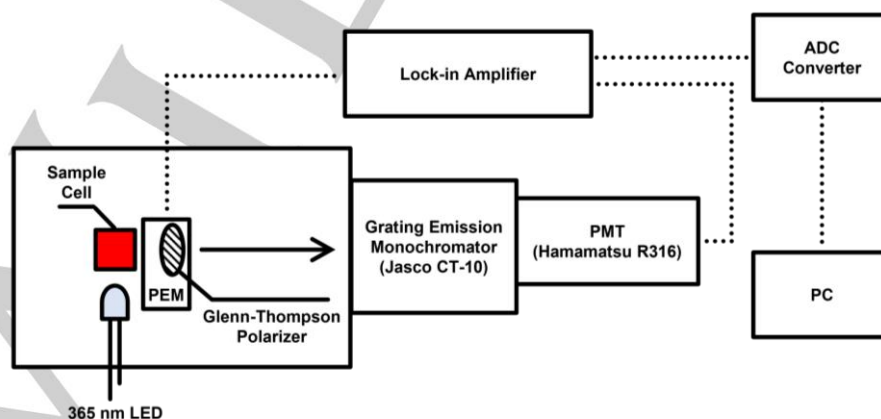 Lock-in Amplifier
ADC
Converter
Sample
Cell
PEM
Glenn-Thompson
Polarizer
365 nm LED
Grating Emission
Monochromator
(Jasco CT-10)
PMT
(Hamamatsu R316)
PC